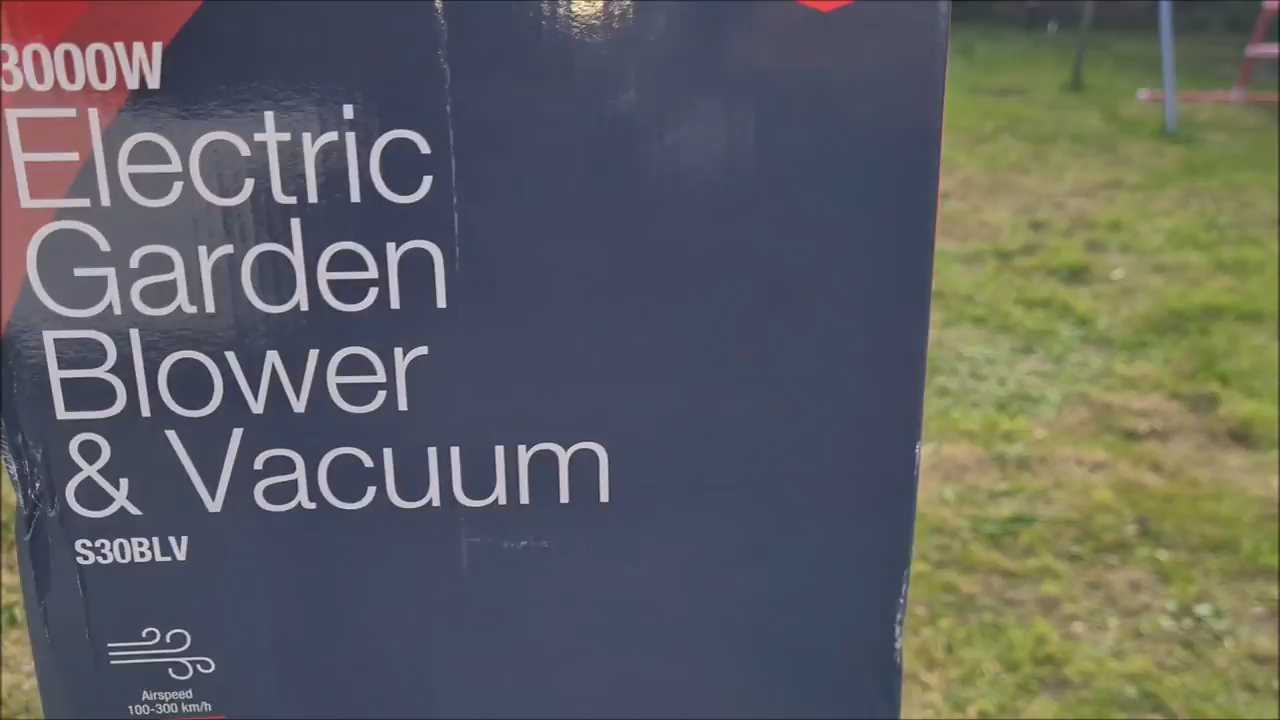 3000W
Electric
Garden
Blower
& Vacuum
S30BLV
Airspeed
100-300 km/h